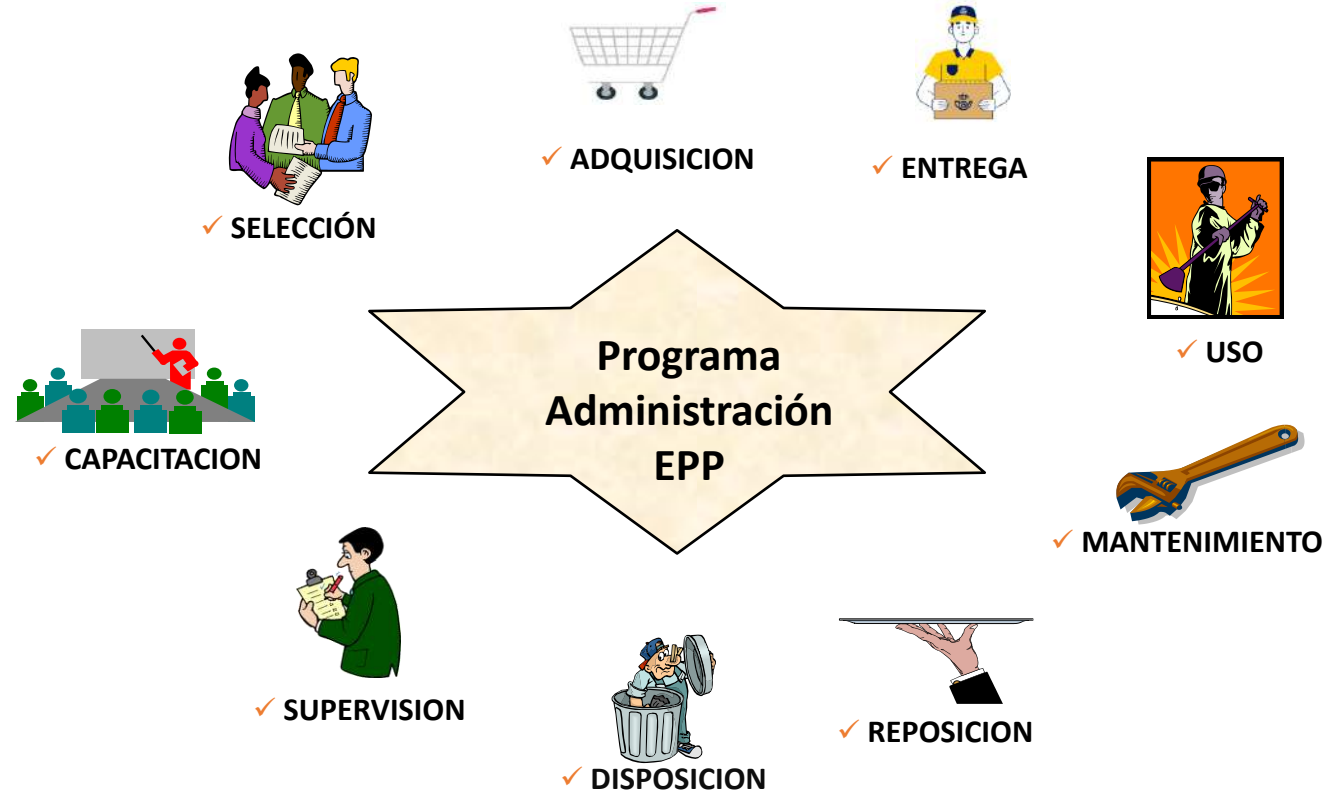 ✓ ADQUISICION
✓ ENTREGA
✓ SELECCIÓN
✓ USO
Programa
Administración
EPP
✓ CAPACITACION
✓ MANTENIMIENTO
✓ SUPERVISION
✓ REPOSICION
✓ DISPOSICION